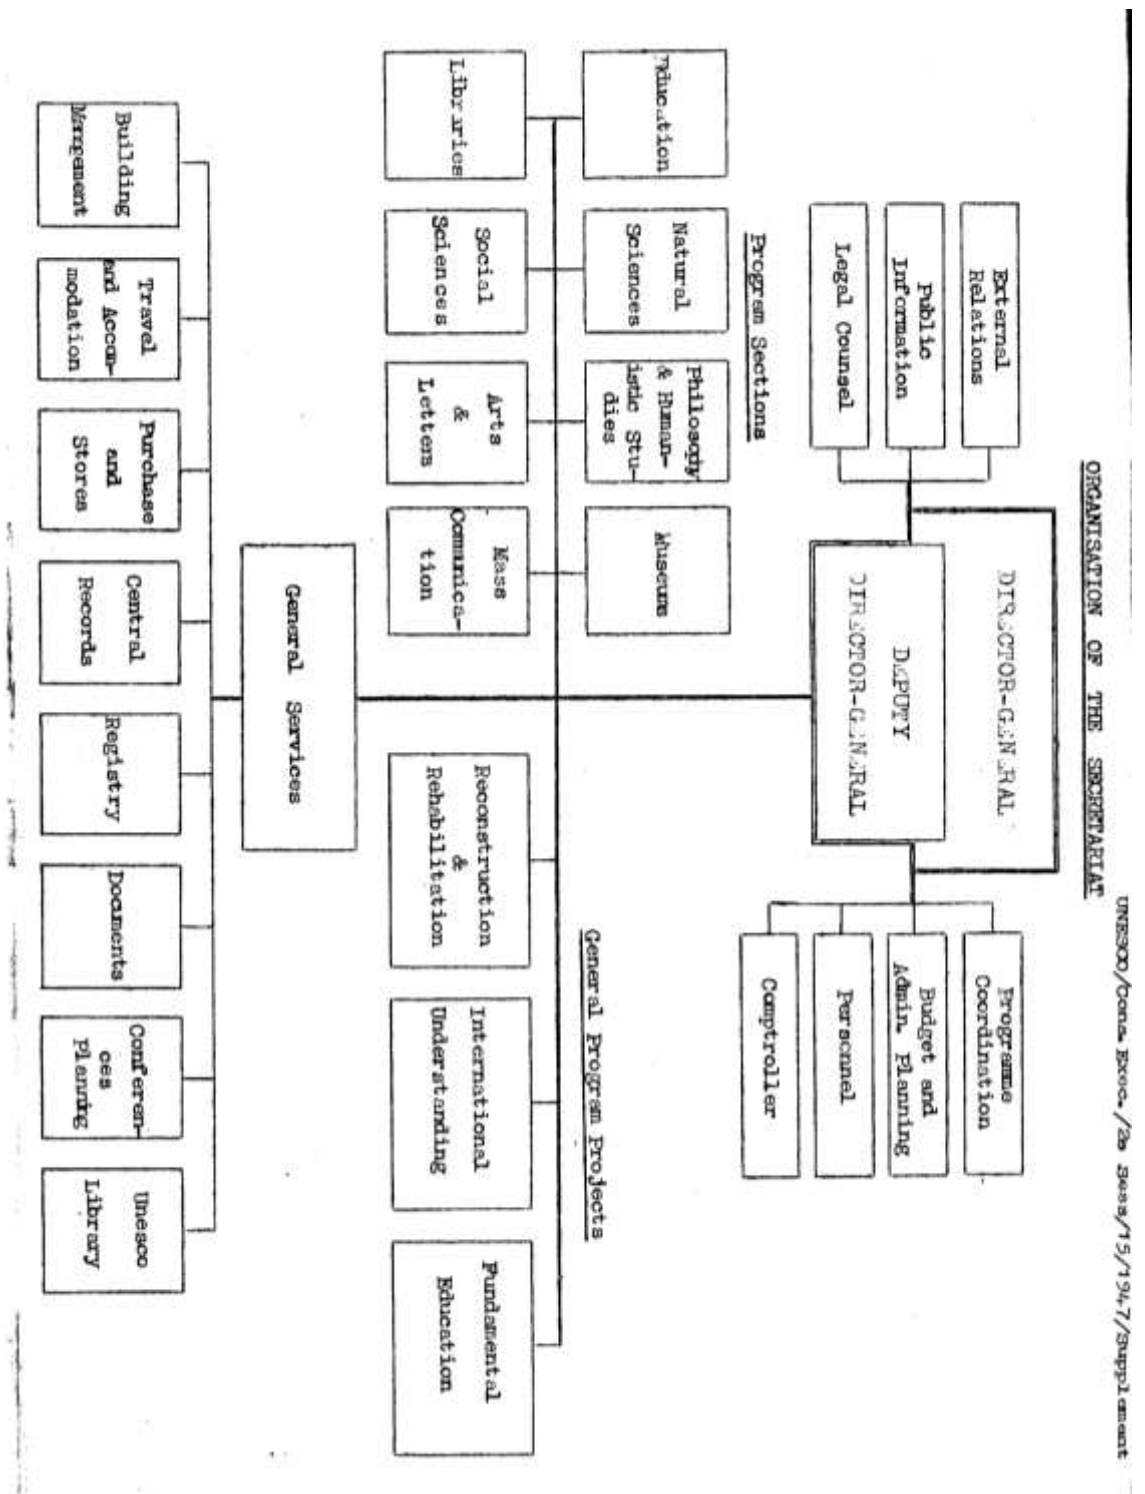 UNESCO/Cons. Exec./2e Sess/15/1947/Supplement
ORGANISATION OF THE SECRETARIAT
DIRECTOR-GENERAL
DEPUTY
DIRECTOR-GENERAL
External
Relations
Public
Information
Legal Counsel
Programme
Coordination
Budget and
Admin. planning
Personnel
Comptroller
Program Sections
Education
Natural
Sciences
Philosophy
& Human-
istic Stu-
dies
Museums
Libraries
Social
Sciences
Arts
&
Letters
Mass
Communica-
tion
General Program Projects
Reconstruction
&
Rehabilitation
International
Understanding
Fundamental
Education
General Services
Building
Management
Travel
and Accom-
modation
Purchase
and
Stores
Central
Records
Registry
Documents
Conferen-
ces
planning
Unesco
Library